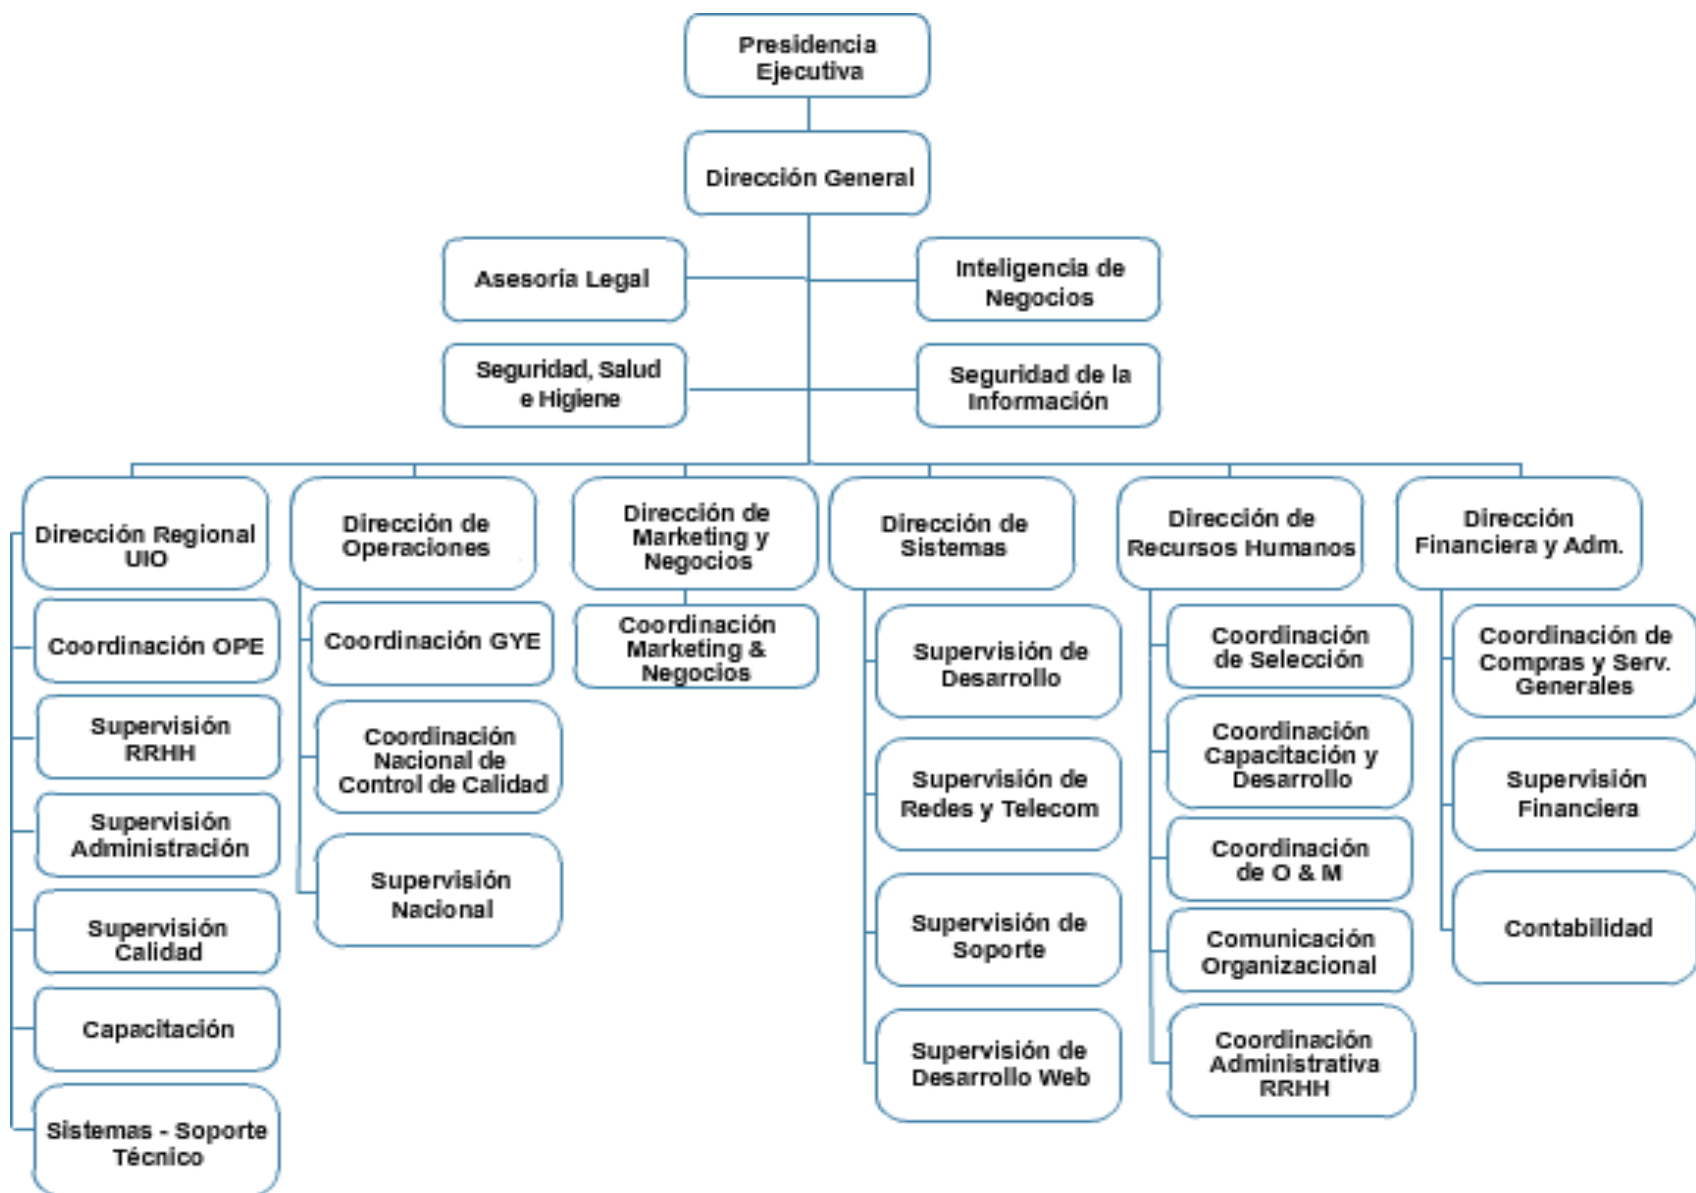 Presidencia
Ejecutiva
Dirección General
Asesoría Legal
Inteligencia de
Negocios
Seguridad, Salud
e Higiene
Seguridad de la
Información
Dirección Regional
UIO
Coordinación OPE
Supervisión
RRHH
Supervisión
Administración
Supervisión
Calidad
Capacitación
Sistemas - Soporte
Técnico
Dirección de
Operaciones
Coordinación GYE
Coordinación
Nacional de
Control de Calidad
Supervisión
Nacional
Dirección de
Marketing y
Negocios
Coordinación
Marketing &
Negocios
Dirección de
Sistemas
Supervisión de
Desarrollo
Supervisión de
Redes y Telecom
Supervisión de
Soporte
Supervisión de
Desarrollo Web
Dirección de
Recursos Humanos
Coordinación
de Selección
Coordinación
Capacitación y
Desarrollo
Coordinación
de O & M
Comunicación
Organizacional
Coordinación
Administrativa
RRHH
Dirección
Financiera y Adm.
Coordinación de
Compras y Serv.
Generales
Supervisión
Financiera
Contabilidad